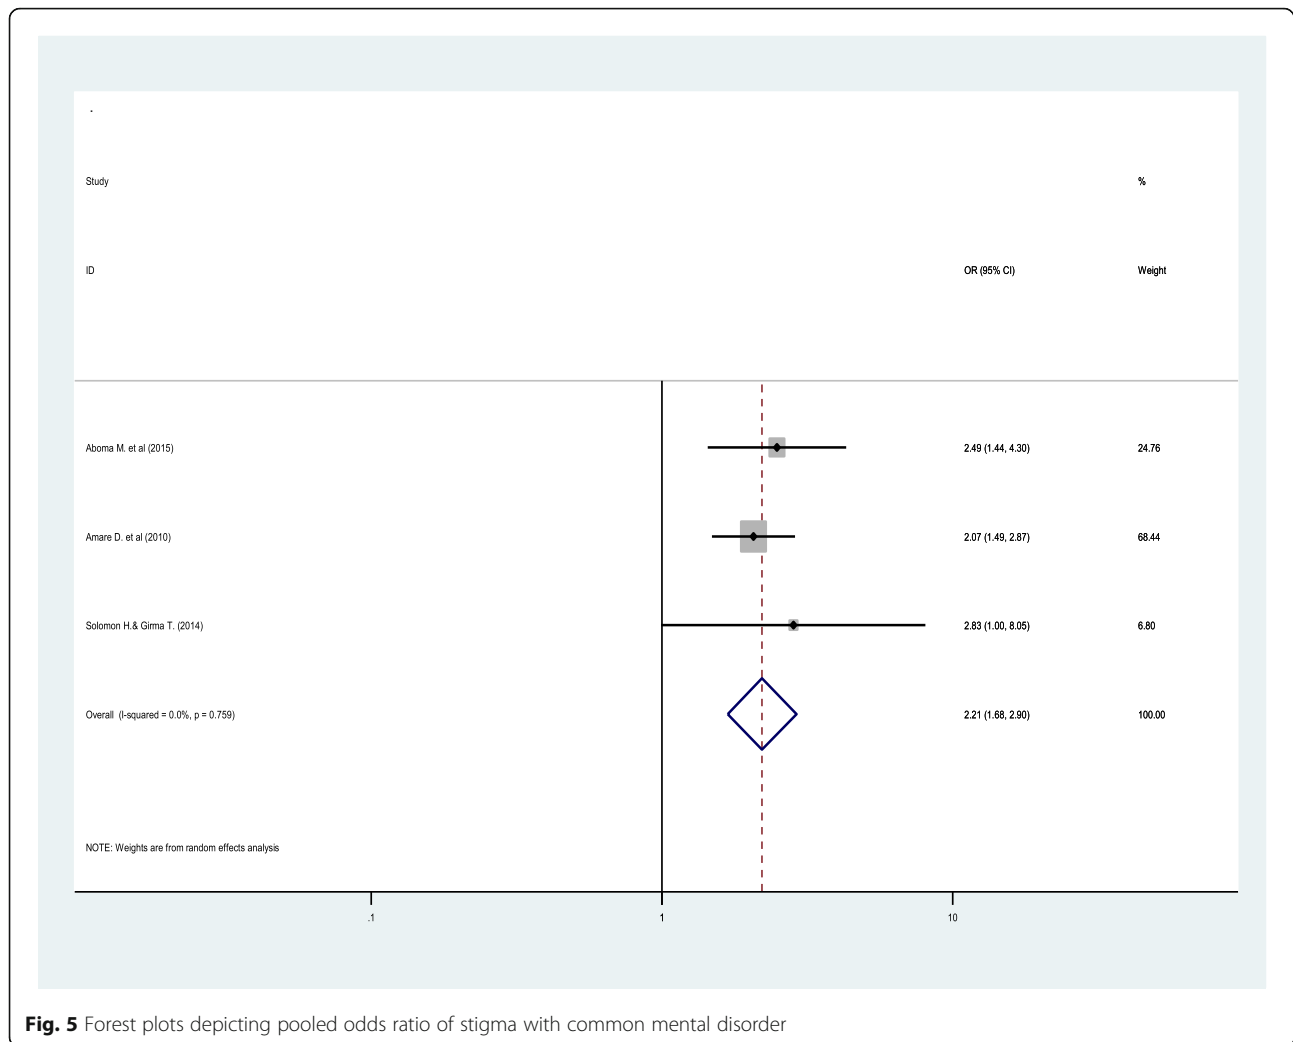 Study %
ID OR (95% CI) Weight
Aboma M. et al (2015) 2.49 (1.44, 4.30) 24.76
Amare D. et al (2010) 2.07 (1.49, 2.87) 68.44
Solomon H.& Girma T. (2014) 2.83 (1.00, 8.05) 6.80
Overall (I-squared = 0.0%, p = 0.759) 2.21 (1.68, 2.90) 100.00
NOTE: Weights are from random effects analysis
.1 1 10
Fig. 5 Forest plots depicting pooled odds ratio of stigma with common mental disorder